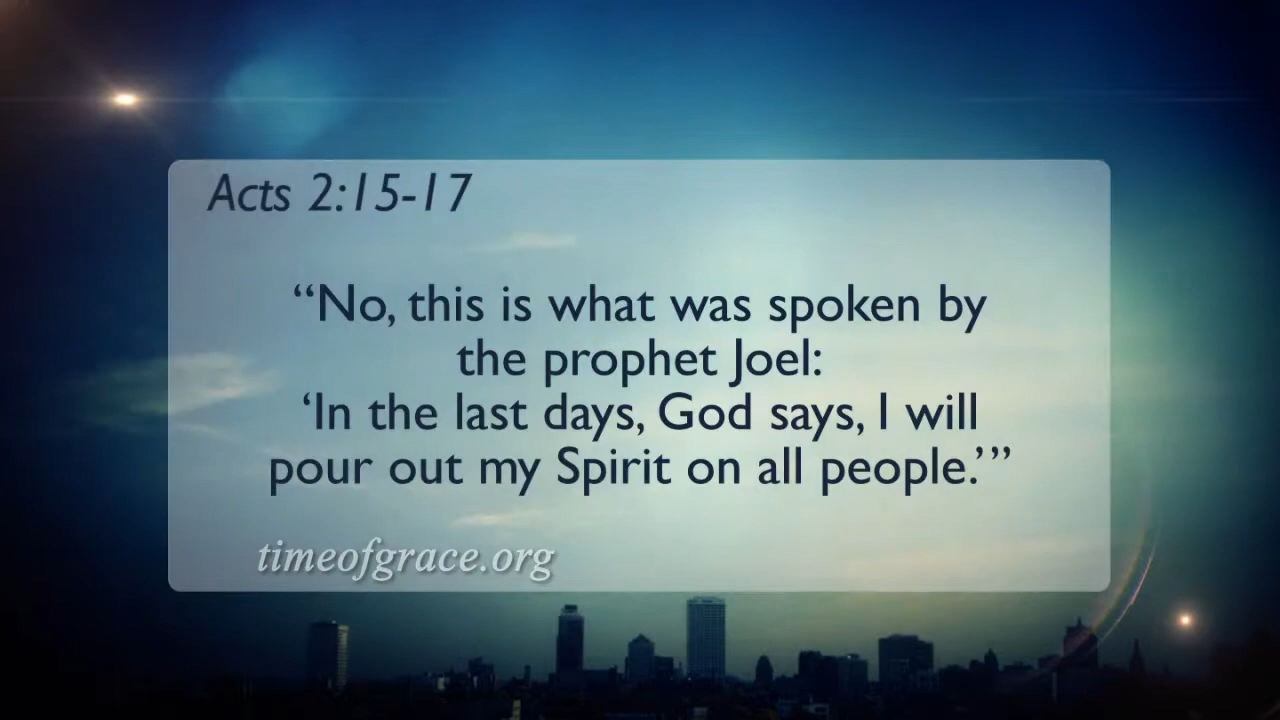 Acts 2:15-17
“No, this is what was spoken by
the prophet Joel:
‘In the last days, God says, I will
pour out my Spirit on all people.’”
timeofgrace.org